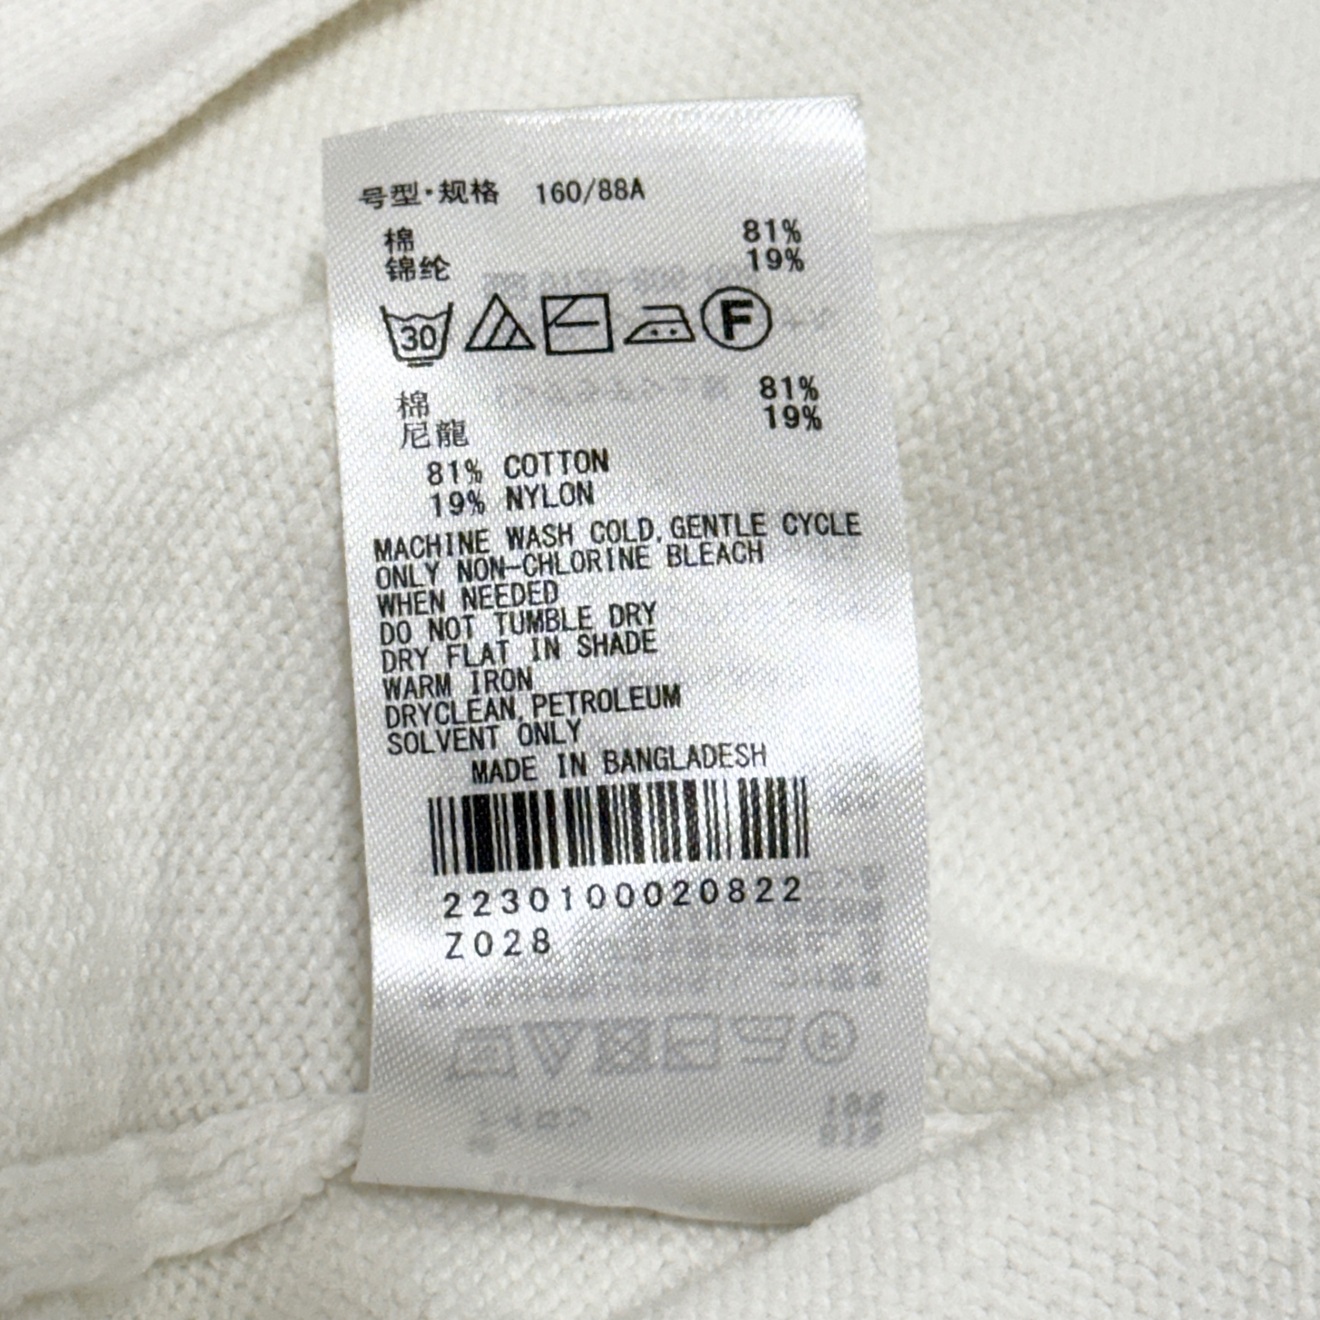 号型·规格 160/88A
棉 81%
锦纶 19%
30 F
棉 81%
尼龍 19%
81% COTTON
19% NYLON
MACHINE WASH COLD,GENTLE CYCLE
ONLY NON-CHLORINE BLEACH
WHEN NEEDED
DO NOT TUMBLE DRY
DRY FLAT IN SHADE
WARM IRON
DRYCLEAN,PETROLEUM
SOLVENT ONLY
MADE IN BANGLADESH
2230100020822
Z028